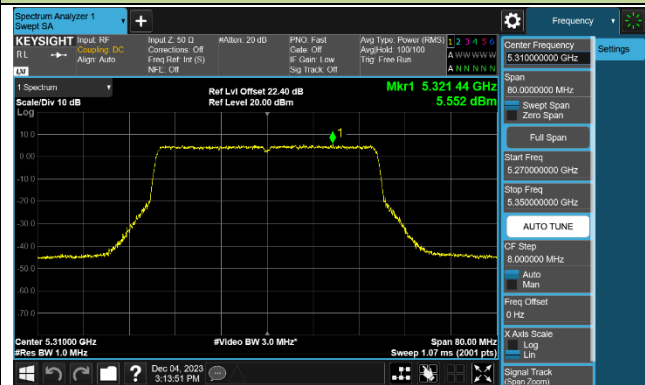 Spectrum Analyzer 1
Swept SA
Frequency
KEYSIGHT
RL
LXI
Input: RF
Coupling: DC
Align: Auto
Input Z: 50 Ω
Corrections: Off
Freq Ref: Int (S)
NFE: Off
#Atten: 20 dB
PNO: Fast
Gate: Off
IF Gain: Low
Sig Track: Off
Avg Type: Power (RMS)
Avg|Hold: 100/100
Trig: Free Run
1 2 3 4 5 6
A W W W W W
A N N N N N
1 Spectrum
Scale/Div 10 dB
Log
Ref Lvl Offset 22.40 dB
Ref Level 20.00 dBm
Mkr1 5.321 44 GHz
5.552 dBm
1
10.0
0.00
-10.0
-20.0
-30.0
-40.0
-50.0
-60.0
-70.0
Center 5.31000 GHz
#Res BW 1.0 MHz
#Video BW 3.0 MHz*
Span 80.00 MHz
Sweep 1.07 ms (2001 pts)
Dec 04, 2023
3:13:51 PM
Center Frequency
5.310000000 GHz
Settings
Span
80.0000000 MHz
Swept Span
Zero Span
Full Span
Start Freq
5.270000000 GHz
Stop Freq
5.350000000 GHz
AUTO TUNE
CF Step
8.000000 MHz
Auto
Man
Freq Offset
0 Hz
X Axis Scale
Log
Lin
Signal Track
(Span Zoom)